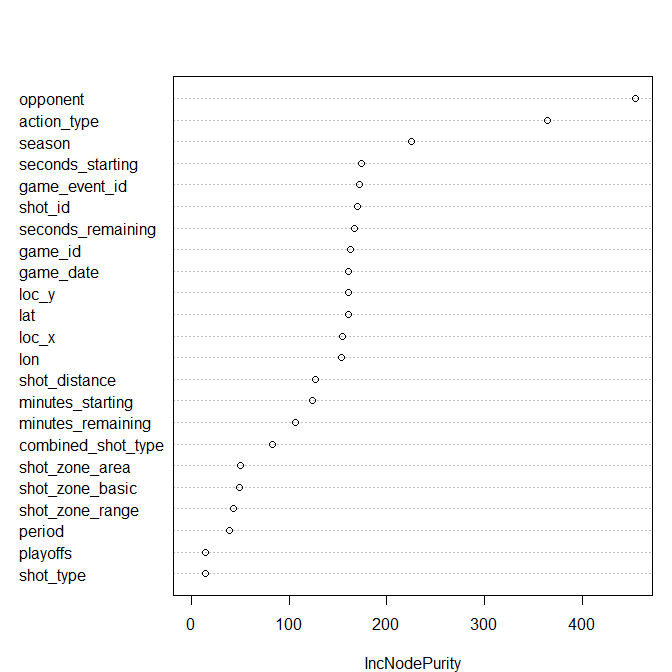 opponent
action_type
season
seconds_starting
game_event_id
shot_id
seconds_remaining
game_id
game_date
loc_y
lat
loc_x
lon
shot_distance
minutes_starting
minutes_remaining
combined_shot_type
shot_zone_area
shot_zone_basic
shot_zone_range
period
playoffs
shot_type
0 100 200 300 400
IncNodePurity